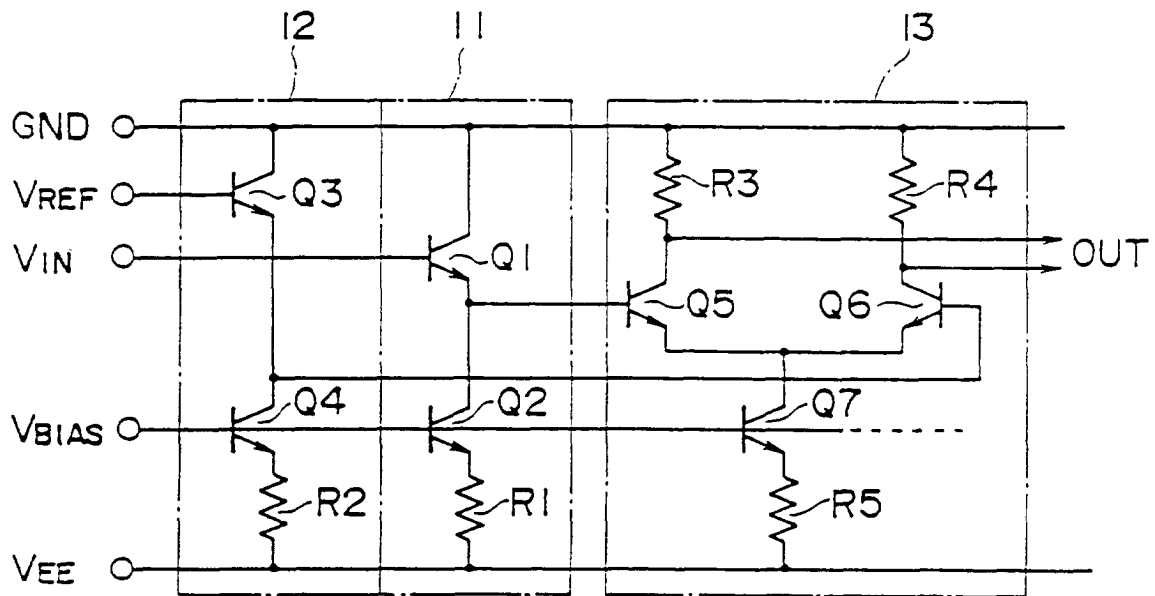 12 11 13
GND
VREF Q3 R3 R4
VIN Q1 OUT
Q5 Q6
Q4 Q2 Q7
VBIAS
R2 R1 R5
VEE